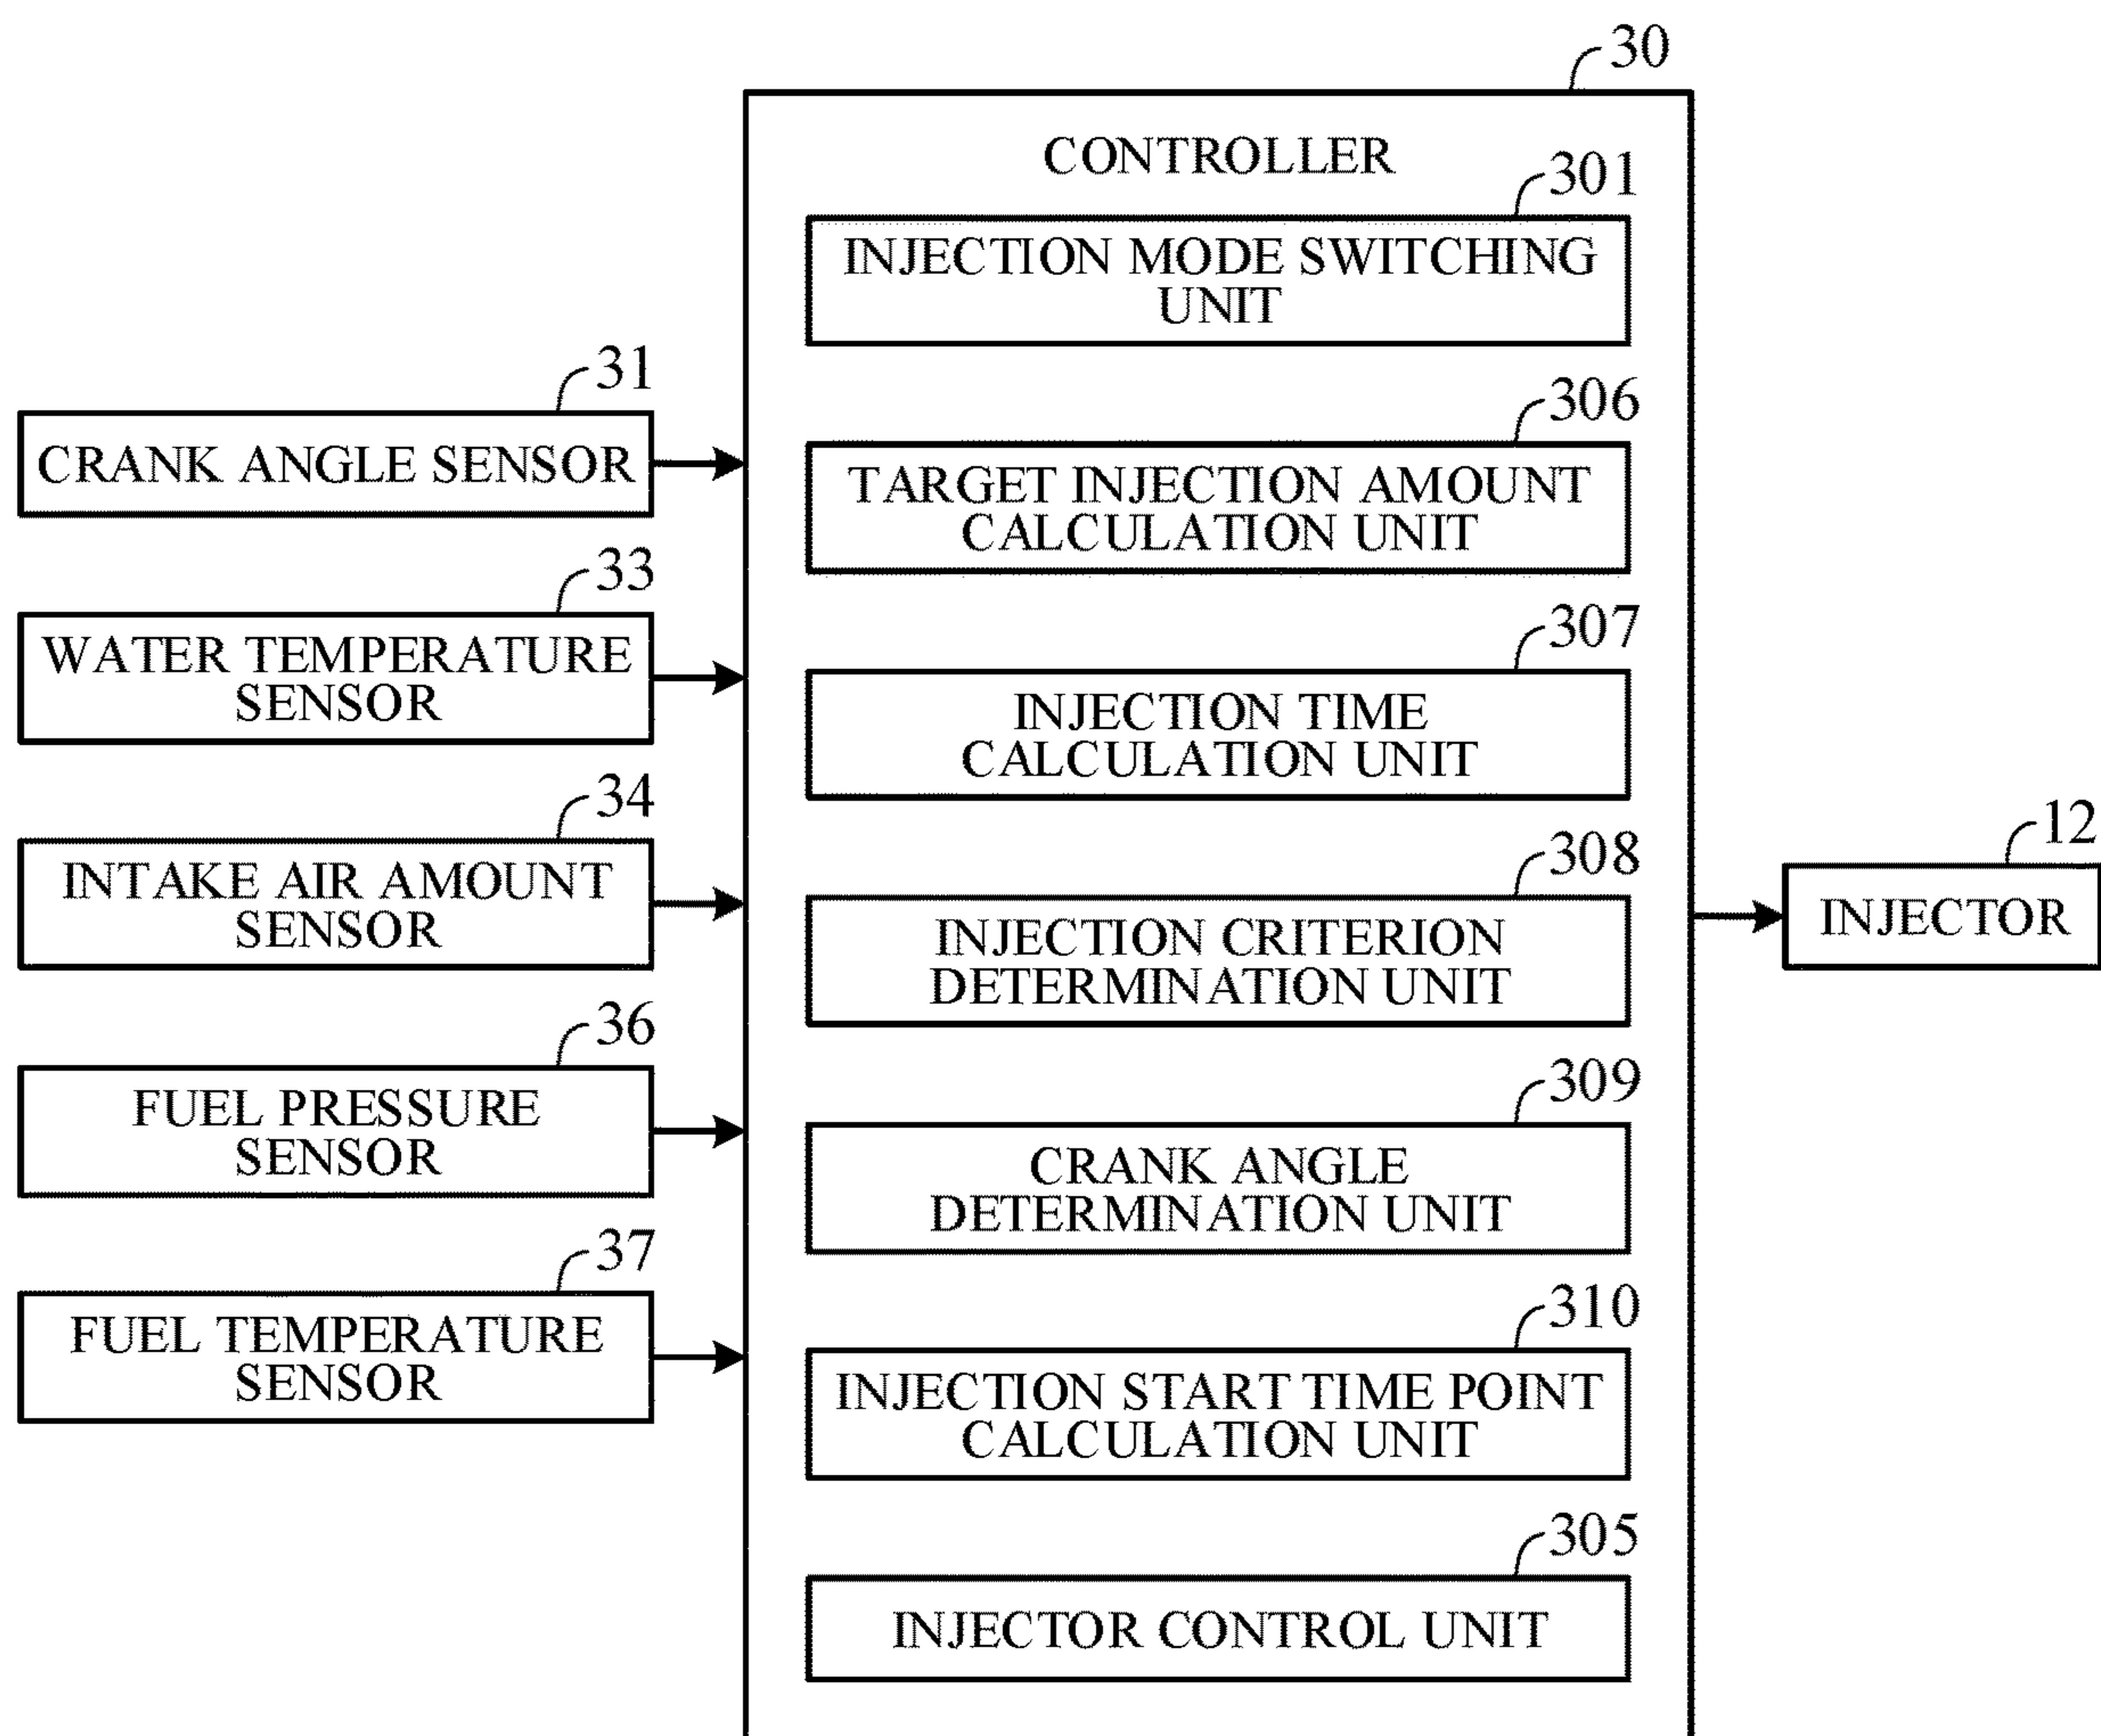 30
CONTROLLER
301
INJECTION MODE SWITCHING
UNIT
31
CRANK ANGLE SENSOR
306
TARGET INJECTION AMOUNT
CALCULATION UNIT
33
WATER TEMPERATURE
SENSOR
307
INJECTION TIME
CALCULATION UNIT
34
INTAKE AIR AMOUNT
SENSOR
308
INJECTION CRITERION
DETERMINATION UNIT
12
INJECTOR
36
FUEL PRESSURE
SENSOR
309
CRANK ANGLE
DETERMINATION UNIT
37
FUEL TEMPERATURE
SENSOR
310
INJECTION START TIME POINT
CALCULATION UNIT
305
INJECTOR CONTROL UNIT